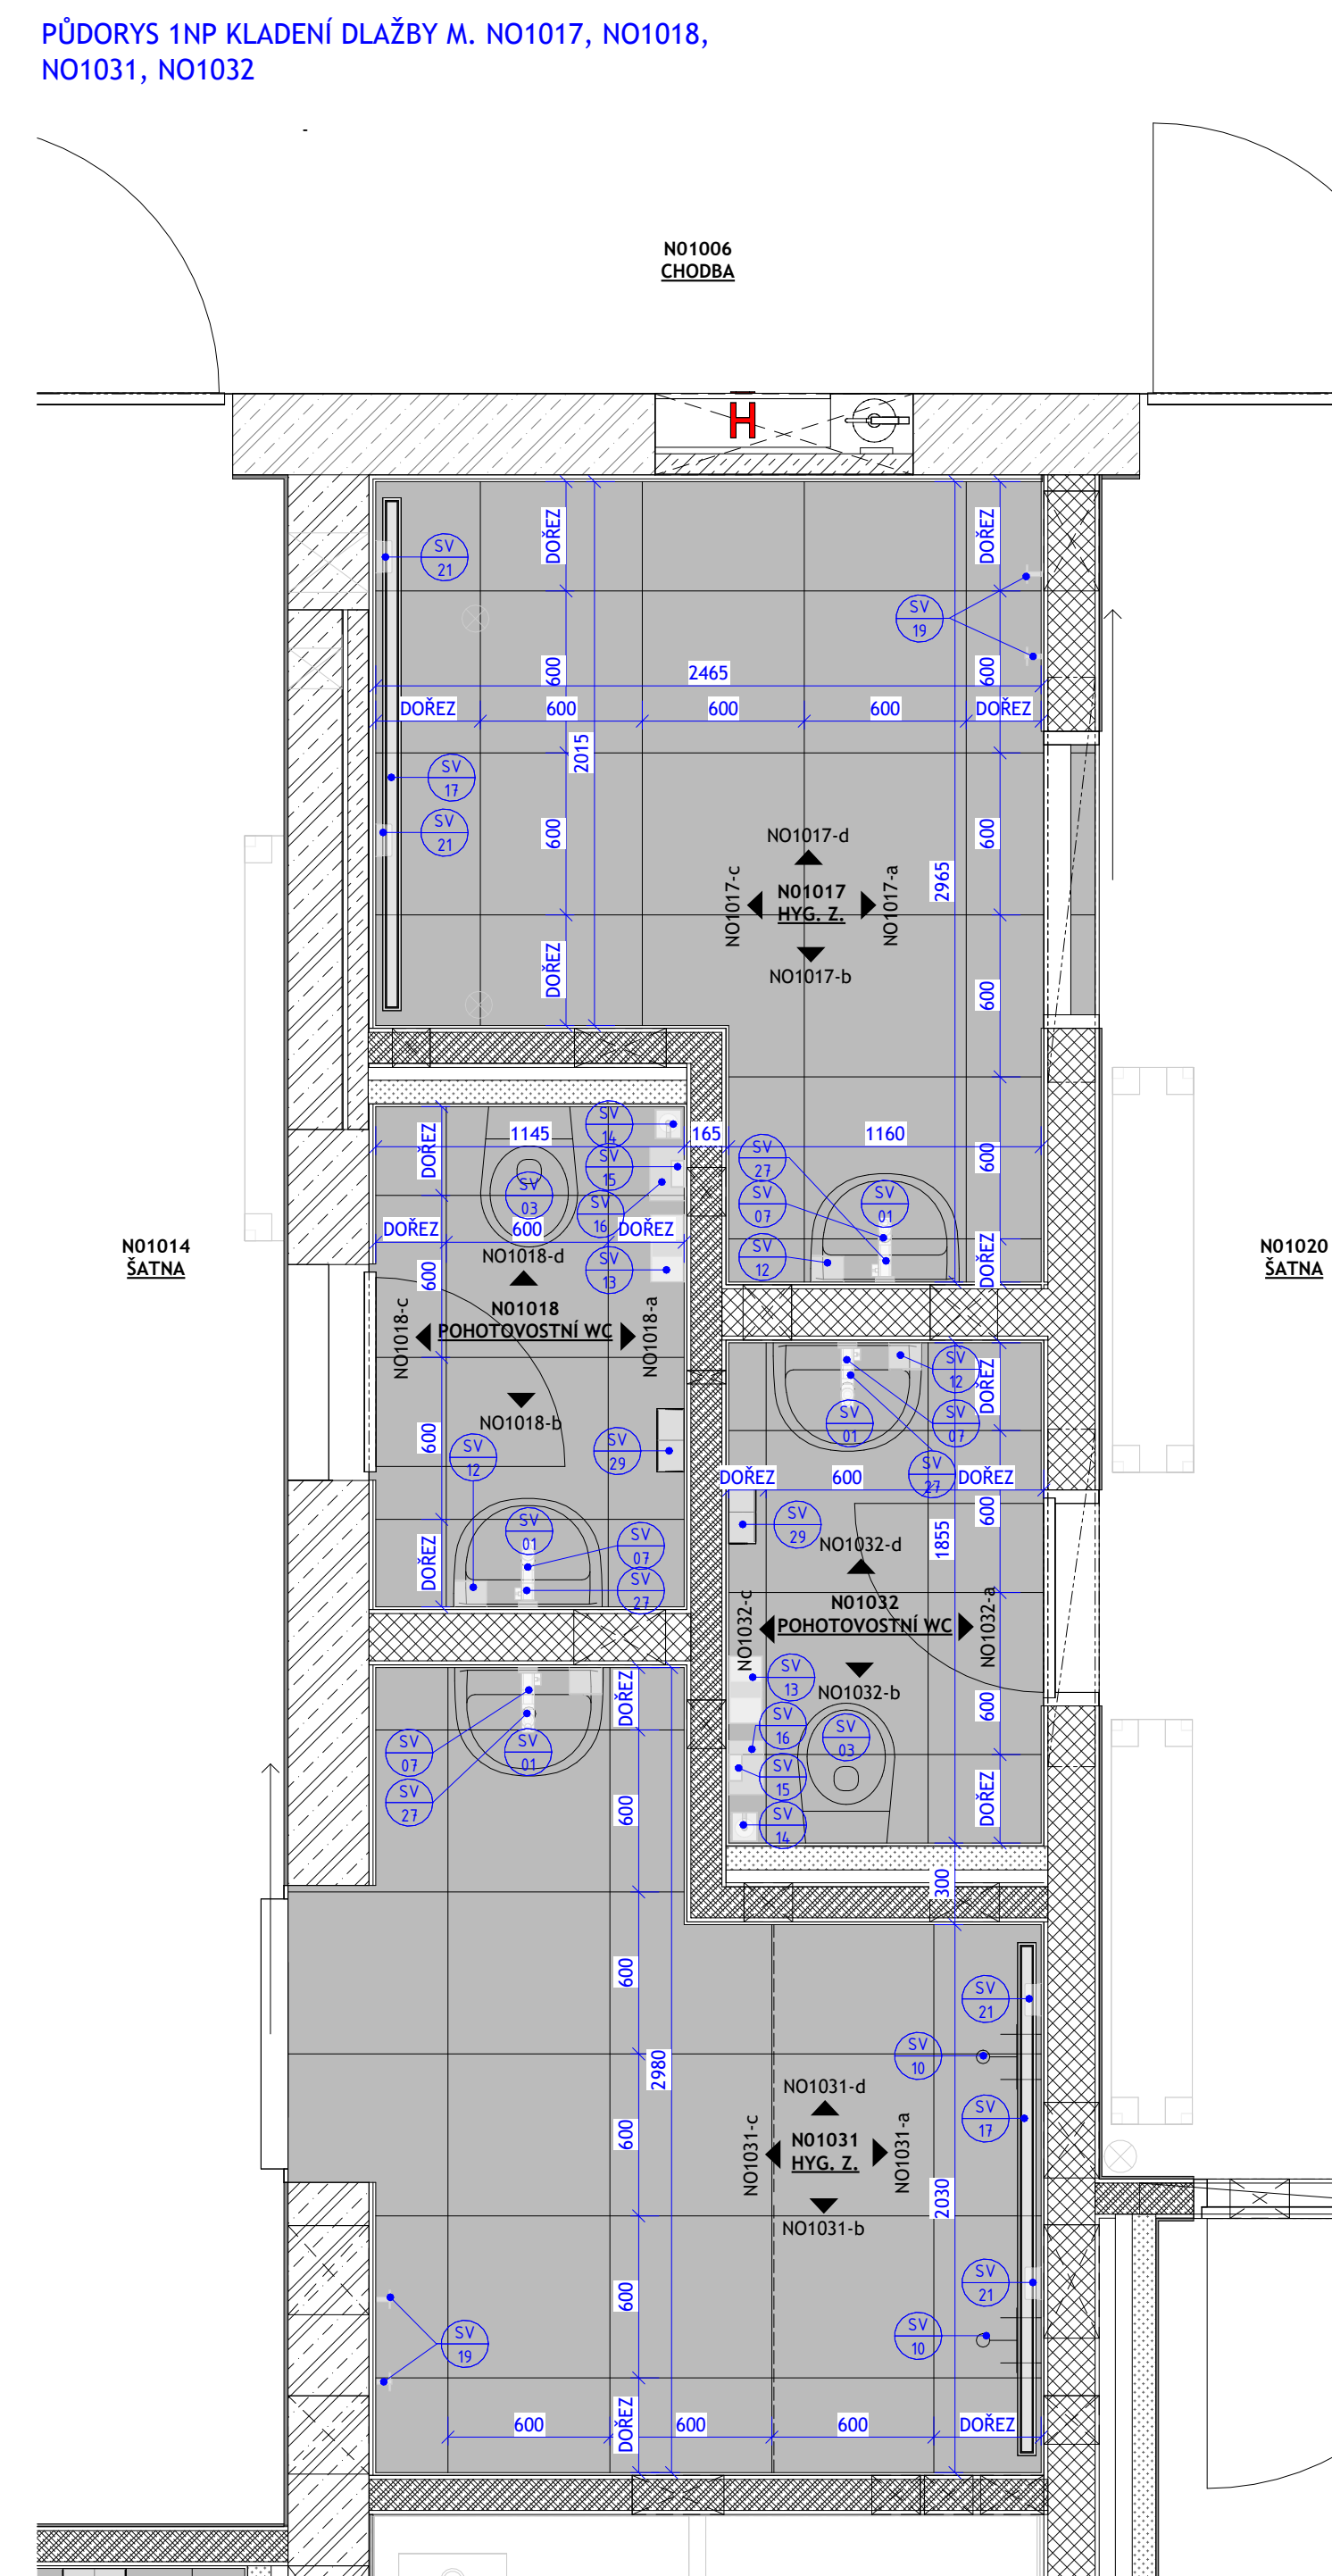 PŮDORYS 1NP KLADENÍ DLAŽBY M. NO1017, NO1018,
NO1031, NO1032
N01006
CHODBA
H
DOŘEZ
DOŘEZ
SV
21
SV
19
600
600
2465
DOŘEZ
600
600
600
DOŘEZ
2015
SV
17
SV
21
600
600
NO1017-d
NO1017-c
N01017
HYG. Z.
NO1017-a
2965
NO1017-b
DOŘEZ
600
DOŘEZ
1145
165
1160
600
SV
14
SV
15
SV
16
SV
03
SV
27
SV
07
SV
01
SV
12
DOŘEZ
DOŘEZ
600
DOŘEZ
NO1018-d
SV
13
600
N01014
ŠATNA
N01020
ŠATNA
NO1018-c
N01018
POHOTOVOSTNÍ WC
NO1018-a
NO1018-b
600
SV
12
SV
29
SV
12
DOŘEZ
SV
01
SV
07
SV
27
DOŘEZ
600
DOŘEZ
SV
29
600
1855
DOŘEZ
SV
01
SV
07
SV
27
NO1032-d
NO1032-c
N01032
POHOTOVOSTNÍ WC
NO1032-a
NO1032-b
SV
13
SV
16
SV
03
SV
15
SV
14
600
DOŘEZ
DOŘEZ
SV
07
SV
01
SV
27
600
300
600
SV
21
SV
10
2980
NO1031-d
SV
17
NO1031-c
N01031
HYG. Z.
NO1031-a
NO1031-b
600
2030
SV
21
600
SV
10
SV
19
600
DOŘEZ
600
600
DOŘEZ